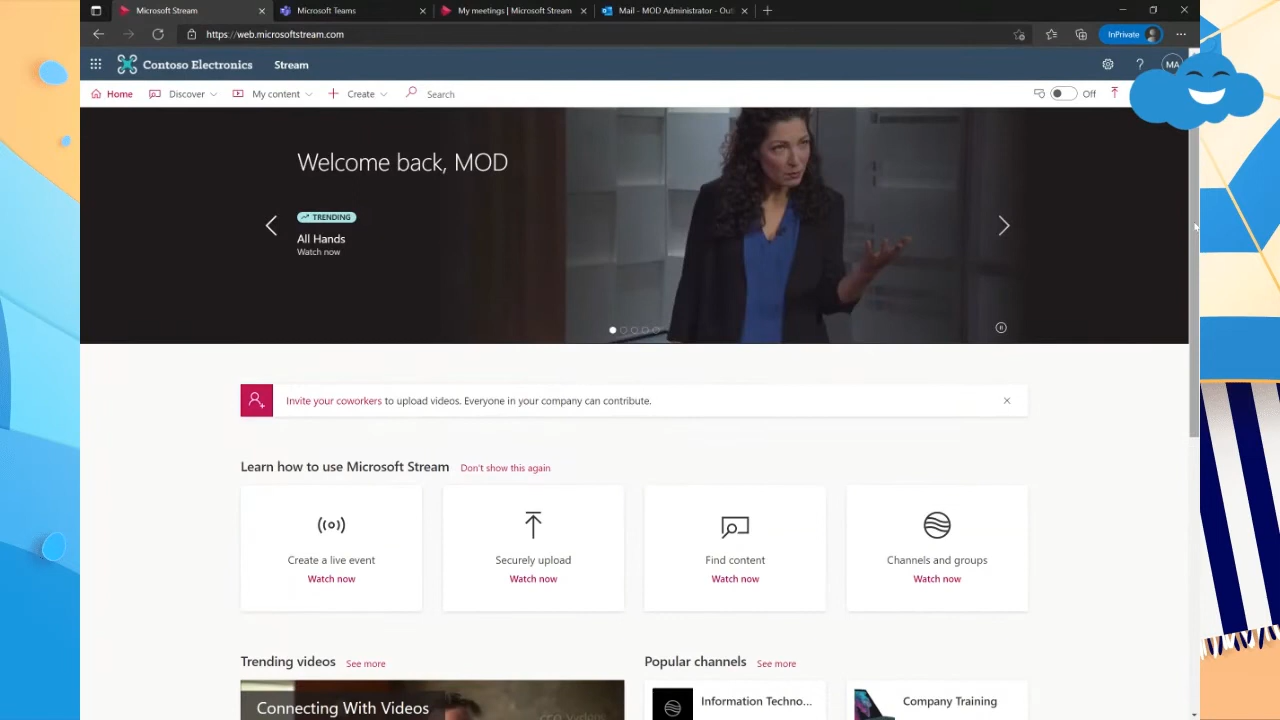 Microsoft Stream
Microsoft Teams
My meetings | Microsoft Stream
Mail - MOD Administrator - Out
https://web.microsoftstream.com
InPrivate
Contoso Electronics
Stream
?
MA
Home
Discover
My content
Create
Search
Off
Welcome back, MOD
TRENDING
All Hands
Watch now
Invite your coworkers to upload videos. Everyone in your company can contribute.
Learn how to use Microsoft Stream Don't show this again
Create a live event
Watch now
Securely upload
Watch now
Find content
Watch now
Channels and groups
Watch now
Trending videos See more
Popular channels See more
Connecting With Videos
Information Techno...
Company Training